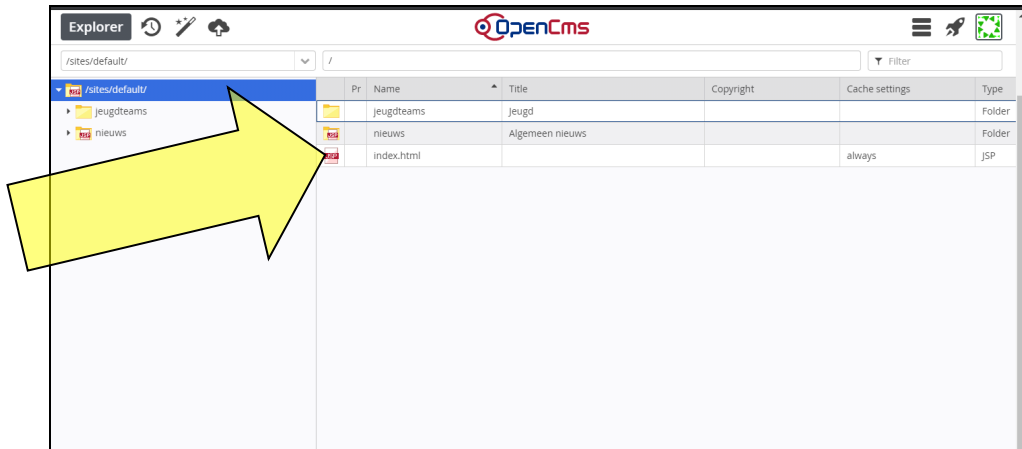 Explorer OpenCms
/sites/default/ / Filter
/sites/default/ Pr Name Title Copyright Cache settings Type
jeugdteams jeugdteams Jeugd Folder
nieuws nieuws Algemeen nieuws Folder
index.html always JSP